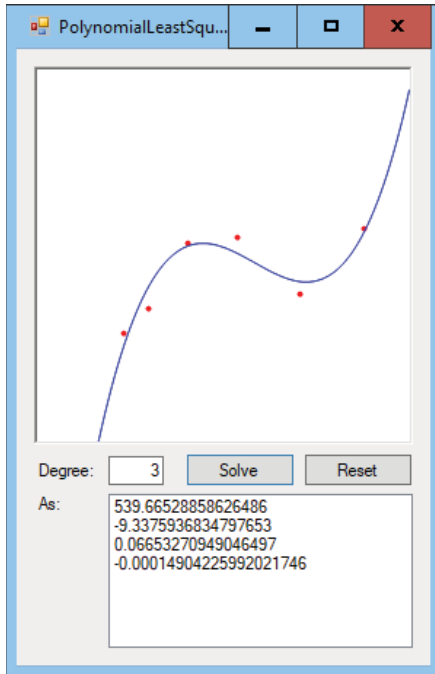 PolynomialLeastSqu...
Degree: 3 Solve Reset
As:
539.66528858626486
-9.3375936834797653
0.06653270949046497
-0.00014904225992021746